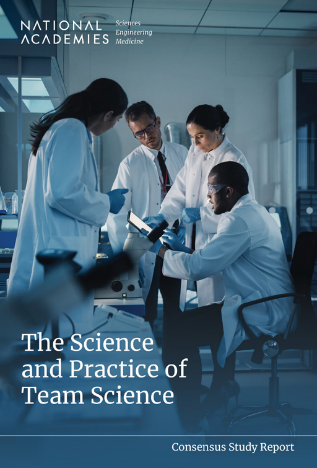 NATIONAL
ACADEMIES
Sciences
Engineering
Medicine
The Science
and Practice of
Team Science
Consensus Study Report